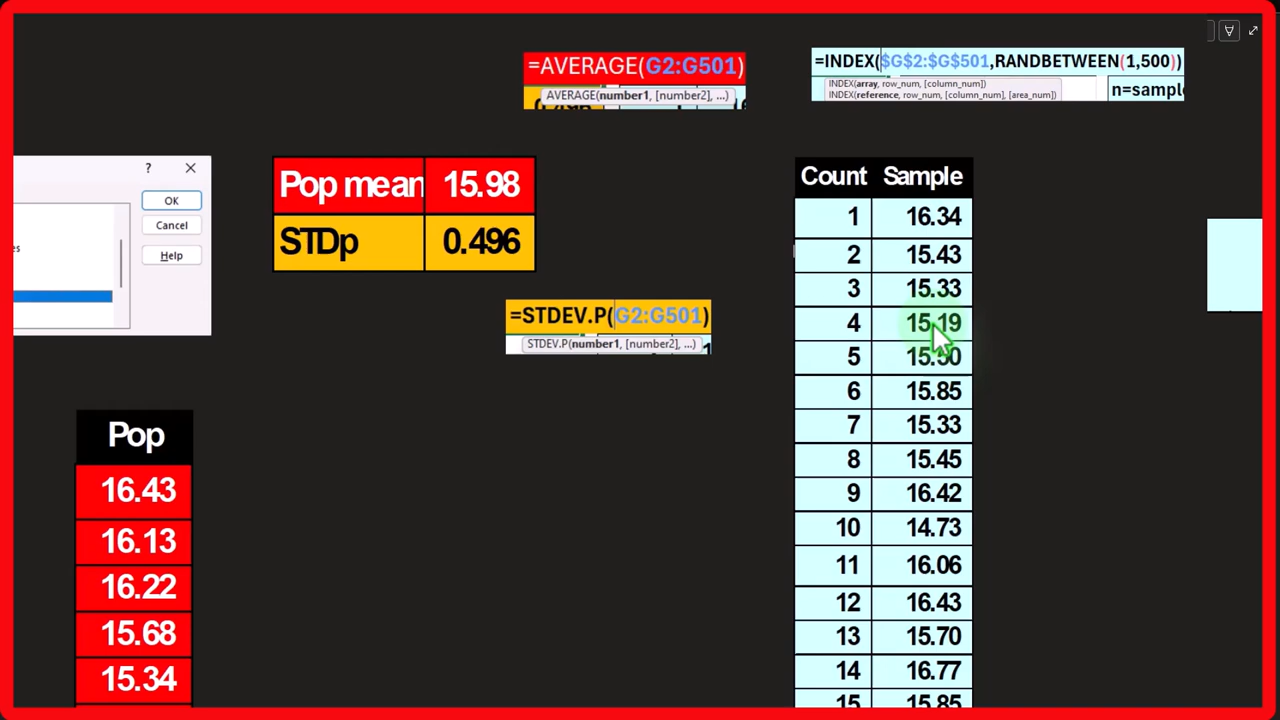 =AVERAGE(G2:G501)
AVERAGE(number1, [number2], ...)
=INDEX($G$2:$G$501,RANDBETWEEN(1,500))
INDEX(array, row_num, [column_num])
INDEX(reference, row_num, [column_num], [area_num])
n=sampl
?
OK
Cancel
Help
es
Pop mean 15.98
STDp 0.496
=STDEV.P(G2:G501)
STDEV.P(number1, [number2], ...)
Pop
16.43
16.13
16.22
15.68
15.34
Count Sample
1 16.34
2 15.43
3 15.33
4 15.19
5
6 15.85
7 15.33
8 15.45
9 16.42
10 14.73
11 16.06
12 16.43
13 15.70
14 16.77
15 15.85